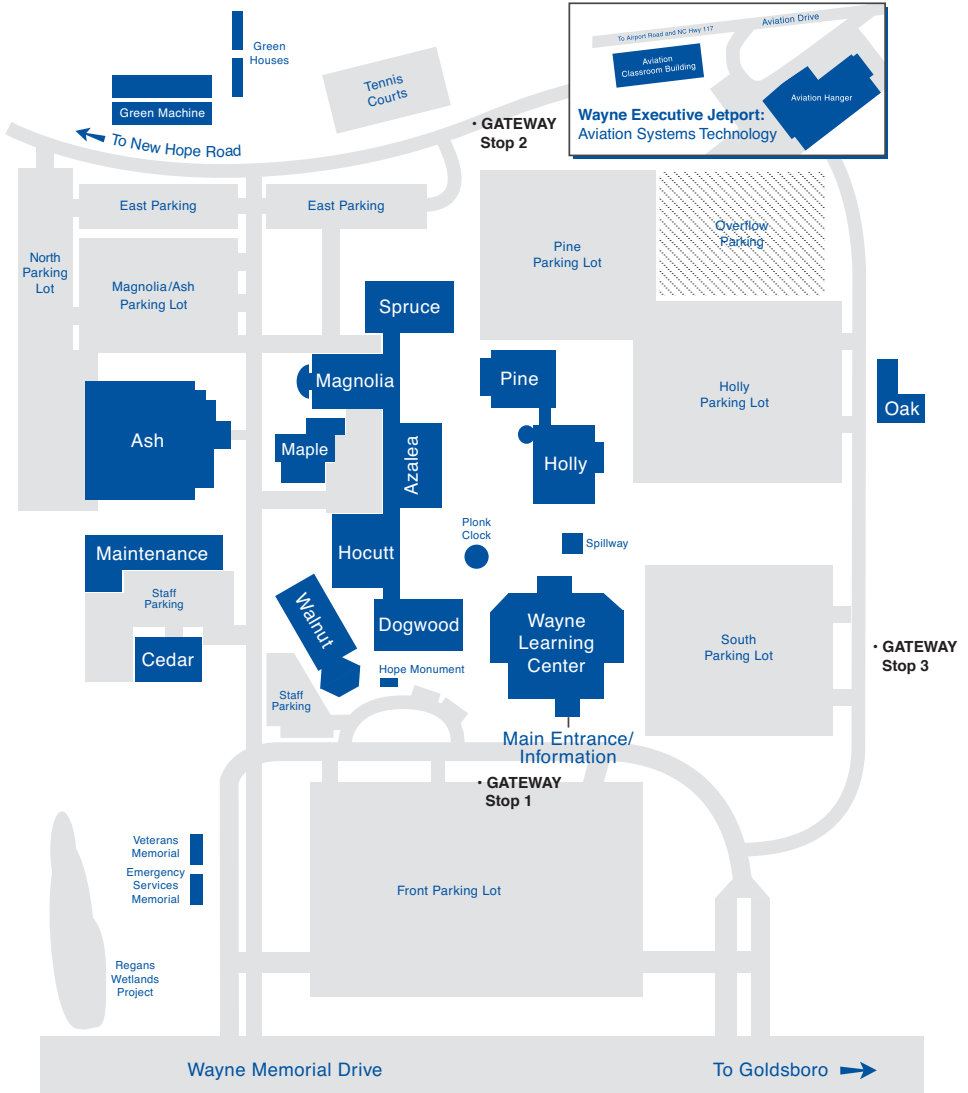 Green
Houses
Green Machine
To New Hope Road
Tennis
Courts
• GATEWAY
Stop 2
To Airport Road and NC Hwy 117
Aviation Drive
Aviation
Classroom Building
Aviation Hanger
Wayne Executive Jetport:
Aviation Systems Technology
East Parking
East Parking
North
Parking
Lot
Magnolia/Ash
Parking Lot
Pine
Parking Lot
Overflow
Parking
Spruce
Magnolia
Pine
Holly
Parking Lot
Oak
Ash
Maple
Azalea
Holly
Maintenance
Hocutt
Plonk
Clock
Spillway
Staff
Parking
Cedar
Walnut
Dogwood
Wayne
Learning
Center
South
Parking Lot
• GATEWAY
Stop 3
Hope Monument
Staff
Parking
Main Entrance/
Information
• GATEWAY
Stop 1
Veterans
Memorial
Emergency
Services
Memorial
Front Parking Lot
Regans
Wetlands
Project
Wayne Memorial Drive
To Goldsboro